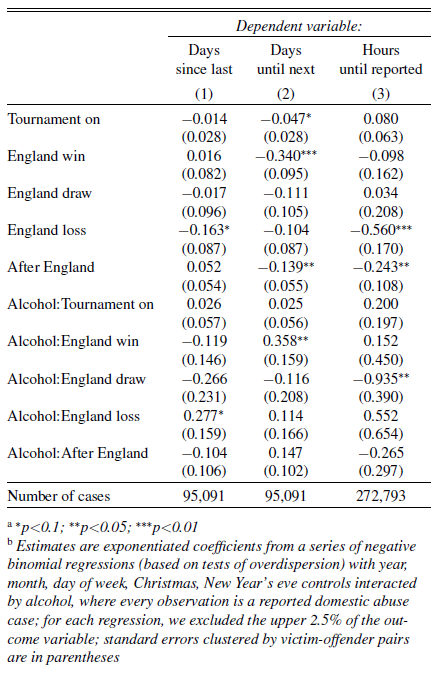 Dependent variable:
Days Days Hours
since last until next until reported
(1) (2) (3)
Tournament on −0.014 −0.047* 0.080
(0.028) (0.028) (0.063)
England win 0.016 −0.340*** −0.098
(0.082) (0.095) (0.162)
England draw −0.017 −0.111 0.034
(0.096) (0.105) (0.208)
England loss −0.163* −0.104 −0.560***
(0.087) (0.087) (0.170)
After England 0.052 −0.139** −0.243**
(0.054) (0.055) (0.108)
Alcohol:Tournament on 0.026 0.025 0.200
(0.057) (0.056) (0.197)
Alcohol:England win −0.119 0.358** 0.152
(0.146) (0.159) (0.450)
Alcohol:England draw −0.266 −0.116 −0.935**
(0.231) (0.208) (0.390)
Alcohol:England loss 0.277* 0.114 0.552
(0.159) (0.166) (0.654)
Alcohol:After England −0.104 0.147 −0.265
(0.106) (0.102) (0.297)
Number of cases 95,091 95,091 272,793
a *p<0.1; **p<0.05; ***p<0.01
b Estimates are exponentiated coefficients from a series of negative
binomial regressions (based on tests of overdispersion) with year,
month, day of week, Christmas, New Year's eve controls interacted
by alcohol, where every observation is a reported domestic abuse
case; for each regression, we excluded the upper 2.5% of the out-
come variable; standard errors clustered by victim-offender pairs
are in parentheses